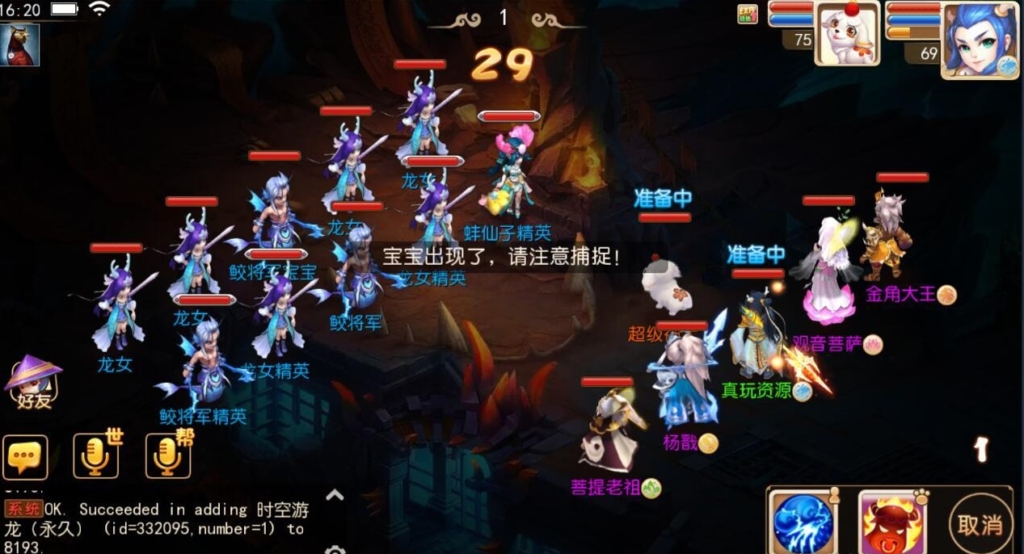 16:20
1
75
69
29
准备中
龙女
龙女
蚌仙子精英
宝宝出现了，请注意捕捉！
准备中
龙女精英
金角大王
龙女
鲛将军
超级
观音菩萨
龙女
龙女精英
真玩资源
鲛将军精英
杨戬
好友
菩提老祖
世
帮
1
系统 OK. Succeeded in adding 时空游
龙（永久） (id=332095,number=1) to
8193.
取消